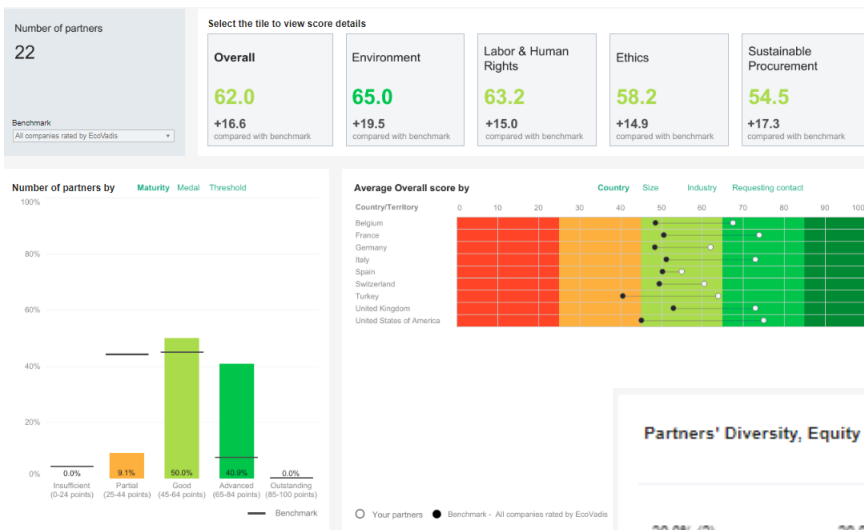 Number of partners
22
Benchmark
All companies rated by EcoVadis
Select the tile to view score details
Overall
62.0
+16.6
compared with benchmark
Environment
65.0
+19.5
compared with benchmark
Labor & Human
Rights
63.2
+15.0
compared with benchmark
Ethics
58.2
+14.9
compared with benchmark
Sustainable
Procurement
54.5
+17.3
compared with benchmark
Number of partners by Maturity Medal Threshold
100%
80%
60%
40%
20%
0%
0.0% 9.1% 50.0% 40.9% 0.0%
Insufficient Partial Good Advanced Outstanding
(0-24 points) (25-44 points) (45-64 points) (65-84 points) (85-100 points)
Benchmark
Average Overall score by Country Size Industry Requesting contact
Country/Territory 0 10 20 30 40 50 60 70 80 90 100
Belgium
France
Germany
Italy
Spain
Switzerland
Turkey
United Kingdom
United States of America
Your partners Benchmark - All companies rated by EcoVadis
Partners' Diversity, Equity